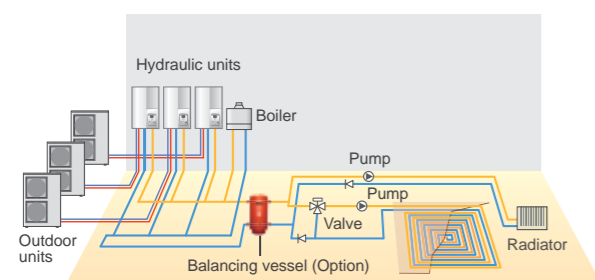 Hydraulic units
Boiler
Pump
Pump
Valve
Outdoor
units
Radiator
Balancing vessel (Option)